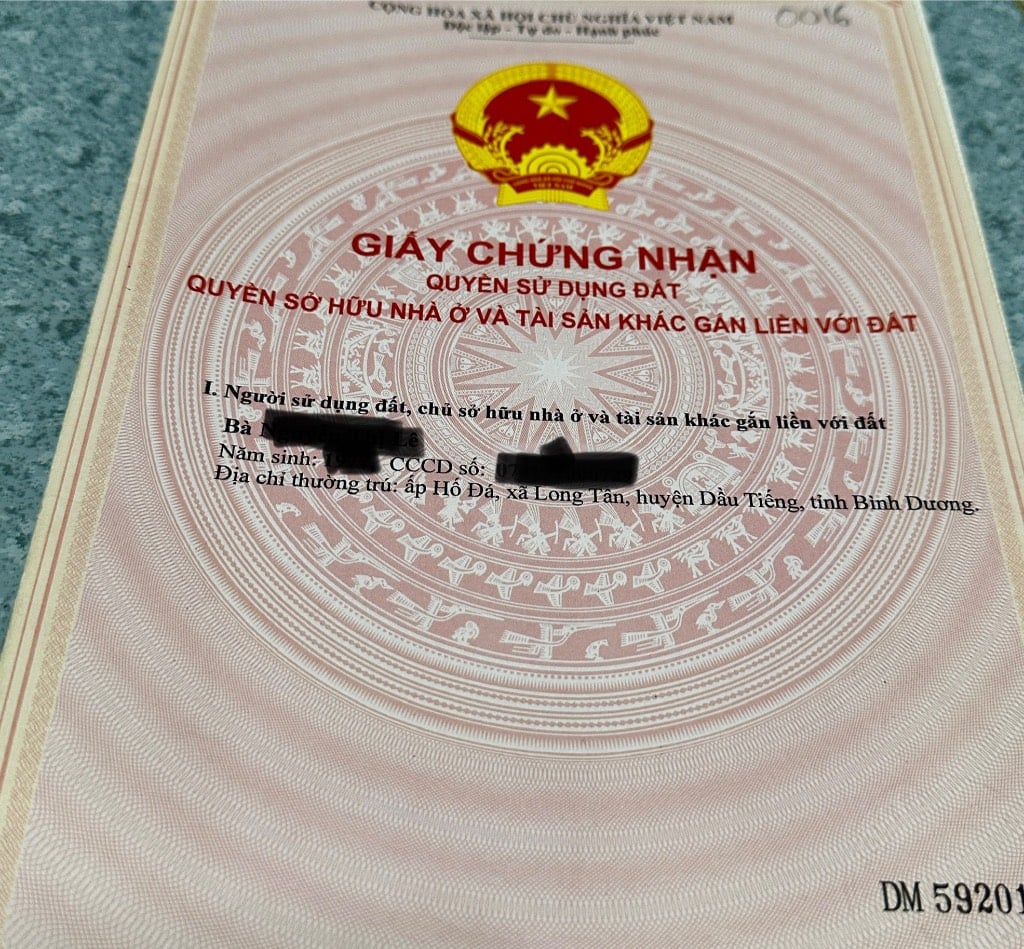 CỘNG HÒA XÃ HỘI CHỦ NGHĨA VIỆT NAM
Độc lập - Tự do - Hạnh phúc
0016
GIẤY CHỨNG NHẬN
QUYỀN SỬ DỤNG ĐẤT
QUYỀN SỞ HỮU NHÀ Ở VÀ TÀI SẢN KHÁC GẮN LIỀN VỚI ĐẤT
I. Người sử dụng đất, chủ sở hữu nhà ở và tài sản khác gắn liền với đất
Bà Lê
Năm sinh: CCCD số:
Địa chỉ thường trú: ấp Hố Đá, xã Long Tân, huyện Dầu Tiếng, tỉnh Bình Dương.
DM 59201